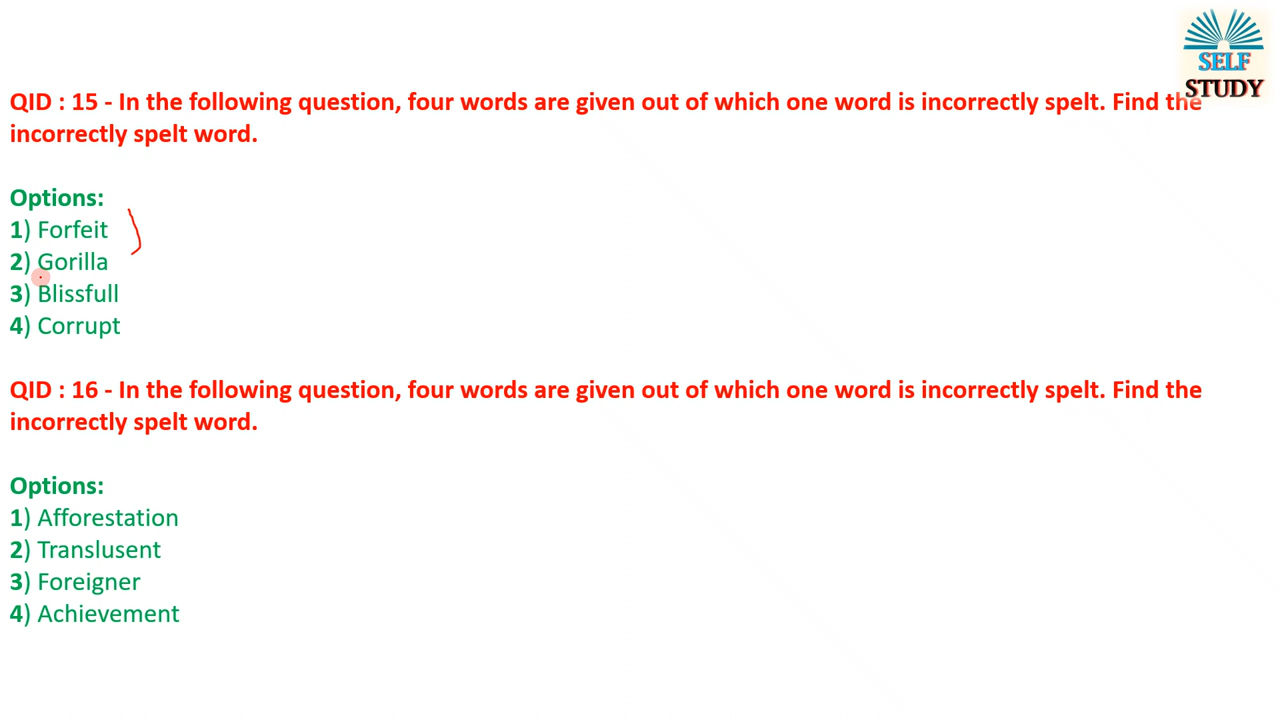 SELF
STUDY
QID : 15 - In the following question, four words are given out of which one word is incorrectly spelt. Find the
incorrectly spelt word.
Options:
1) Forfeit
2) Gorilla
3) Blissfull
4) Corrupt
QID : 16 - In the following question, four words are given out of which one word is incorrectly spelt. Find the
incorrectly spelt word.
Options:
1) Afforestation
2) Translusent
3) Foreigner
4) Achievement